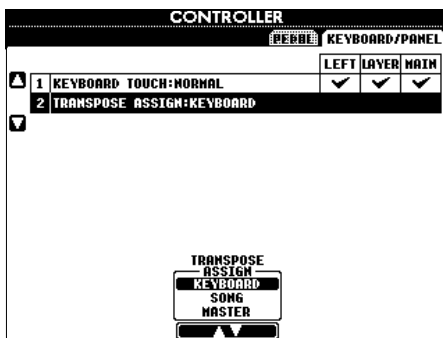 CONTROLLER
PEDAL KEYBOARD/PANEL
LEFT LAYER MAIN
1 KEYBOARD TOUCH:NORMAL
2 TRANSPOSE ASSIGN:KEYBOARD
TRANSPOSE
ASSIGN
KEYBOARD
SONG
MASTER